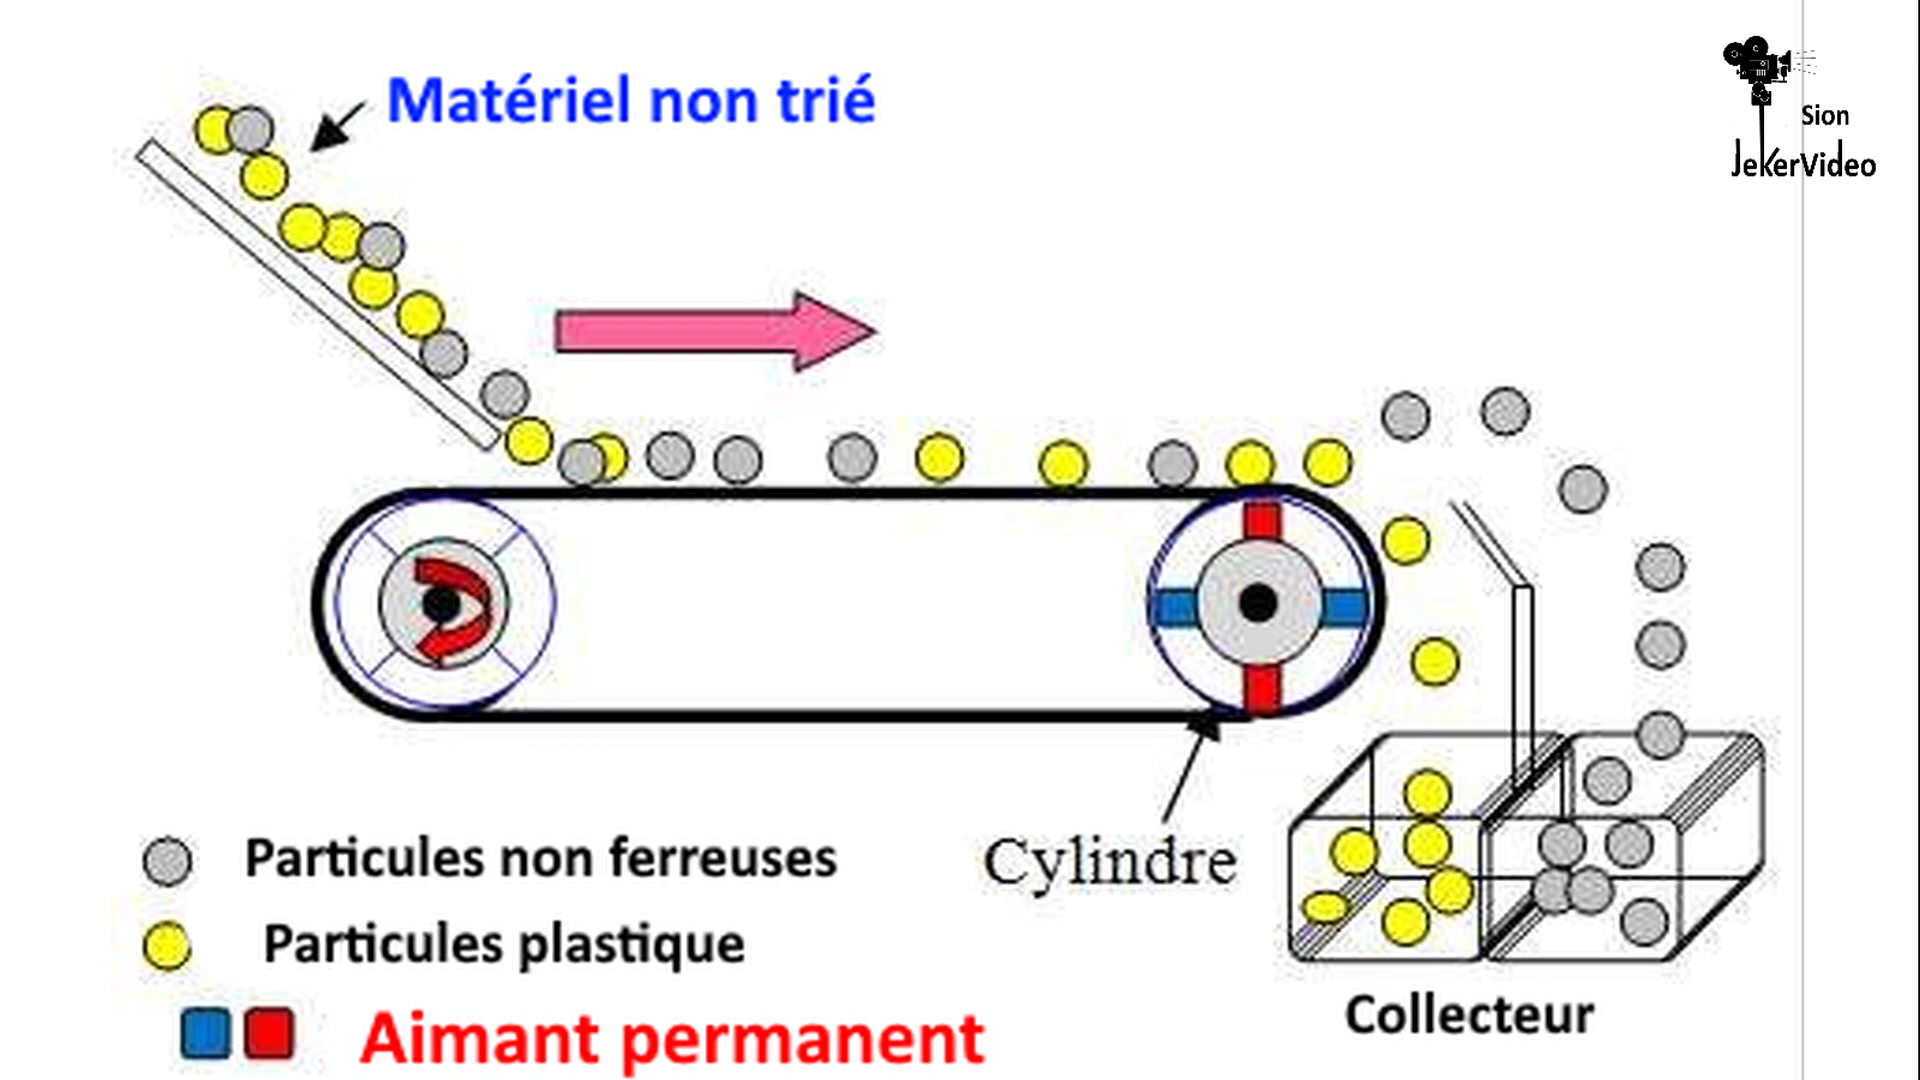 Matériel non trié
Sion
JeKerVideo
Particules non ferreuses
Cylindre
Particules plastique
Collecteur
Aimant permanent